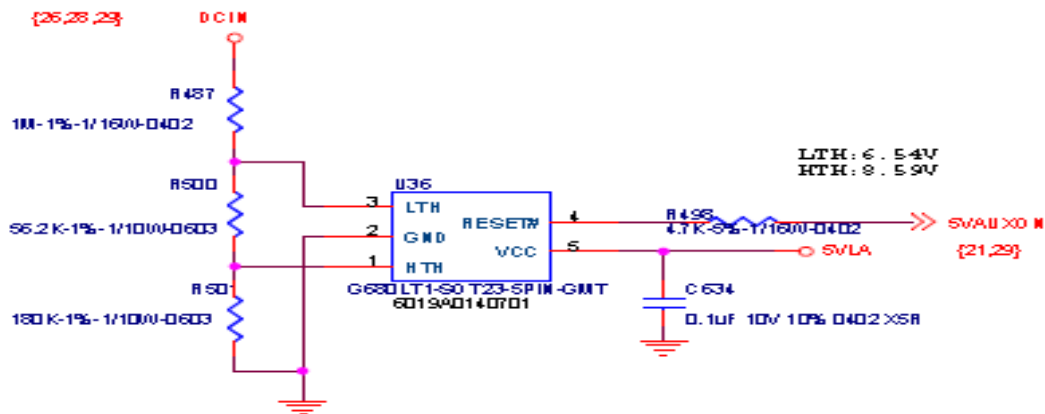 {26,28,29} DCIN
R487
1M-1%-1/16W-0402
LTH:6.54V
HTH:8.59V
R500
U36
3 LTH
RESET# 4
R498
56.2K-1%-1/10W-0603
2 GND
4.7K-5%-1/16W-0402
5VAUXON
VCC 5
5VLA
{21,29}
1 HTH
R501
G680LT1-SOT23-5PIN-GMT
C634
6019A0140701
180K-1%-1/10W-0603
0.1uF 10V 10% 0402 X5R